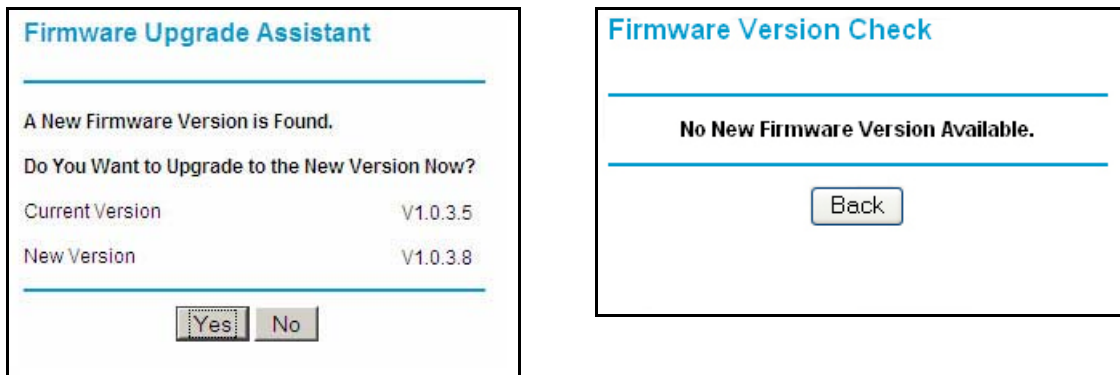 Firmware Upgrade Assistant
A New Firmware Version is Found.
Do You Want to Upgrade to the New Version Now?
Current Version V1.0.3.5
New Version V1.0.3.8
Yes No
Firmware Version Check
No New Firmware Version Available.
Back